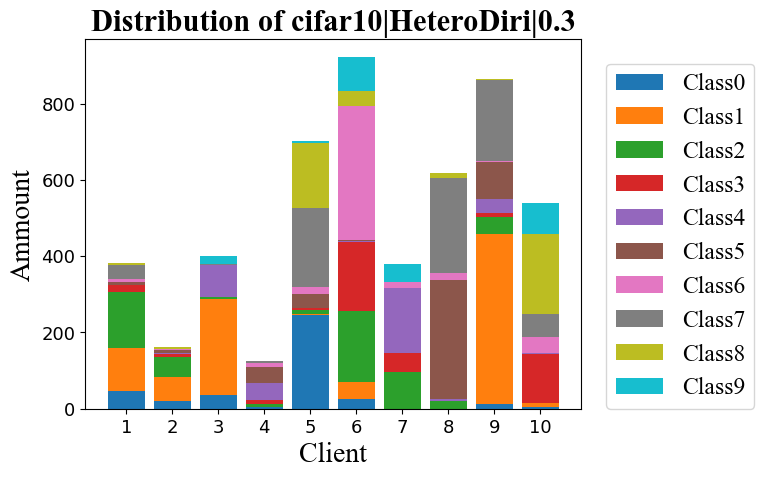 Distribution of cifar10|HeteroDiri|0.3
Ammount
800
600
400
200
0
1 2 3 4 5 6 7 8 9 10
Client
Class0
Class1
Class2
Class3
Class4
Class5
Class6
Class7
Class8
Class9